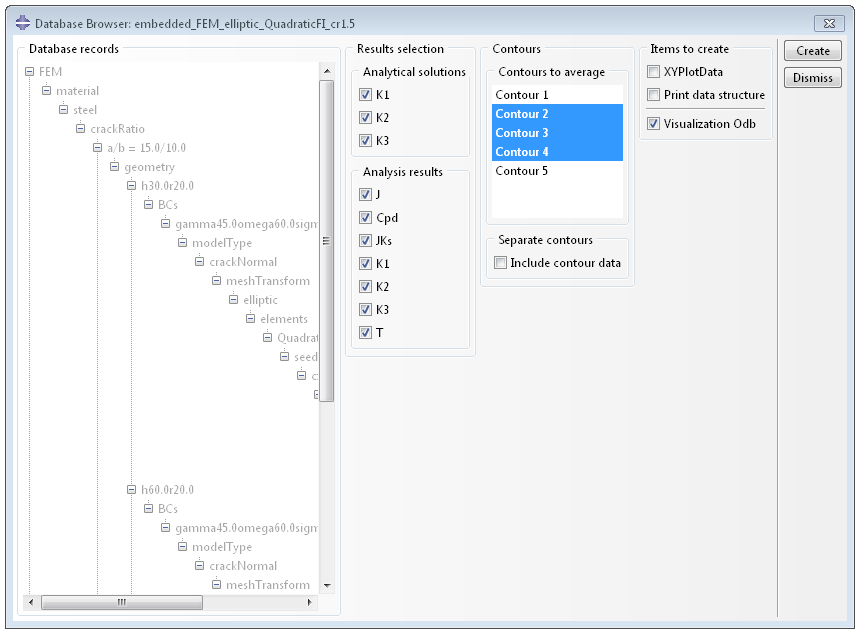 Database Browser: embedded_FEM_elliptic_QuadraticFI_cr1.5
Database records
FEM
material
steel
crackRatio
a/b = 15.0/10.0
geometry
h30.0r20.0
BCs
gamma45.0omega60.0sigm
modelType
crackNormal
meshTransform
elliptic
elements
Quadrat
seed
c
h60.0r20.0
BCs
gamma45.0omega60.0sigm
modelType
crackNormal
meshTransform
Results selection
Analytical solutions
K1
K2
K3
Analysis results
J
Cpd
JKs
K1
K2
K3
T
Contours
Contours to average
Contour 1
Contour 2
Contour 3
Contour 4
Contour 5
Separate contours
Include contour data
Items to create
XYPlotData
Print data structure
Visualization Odb
Create
Dismiss